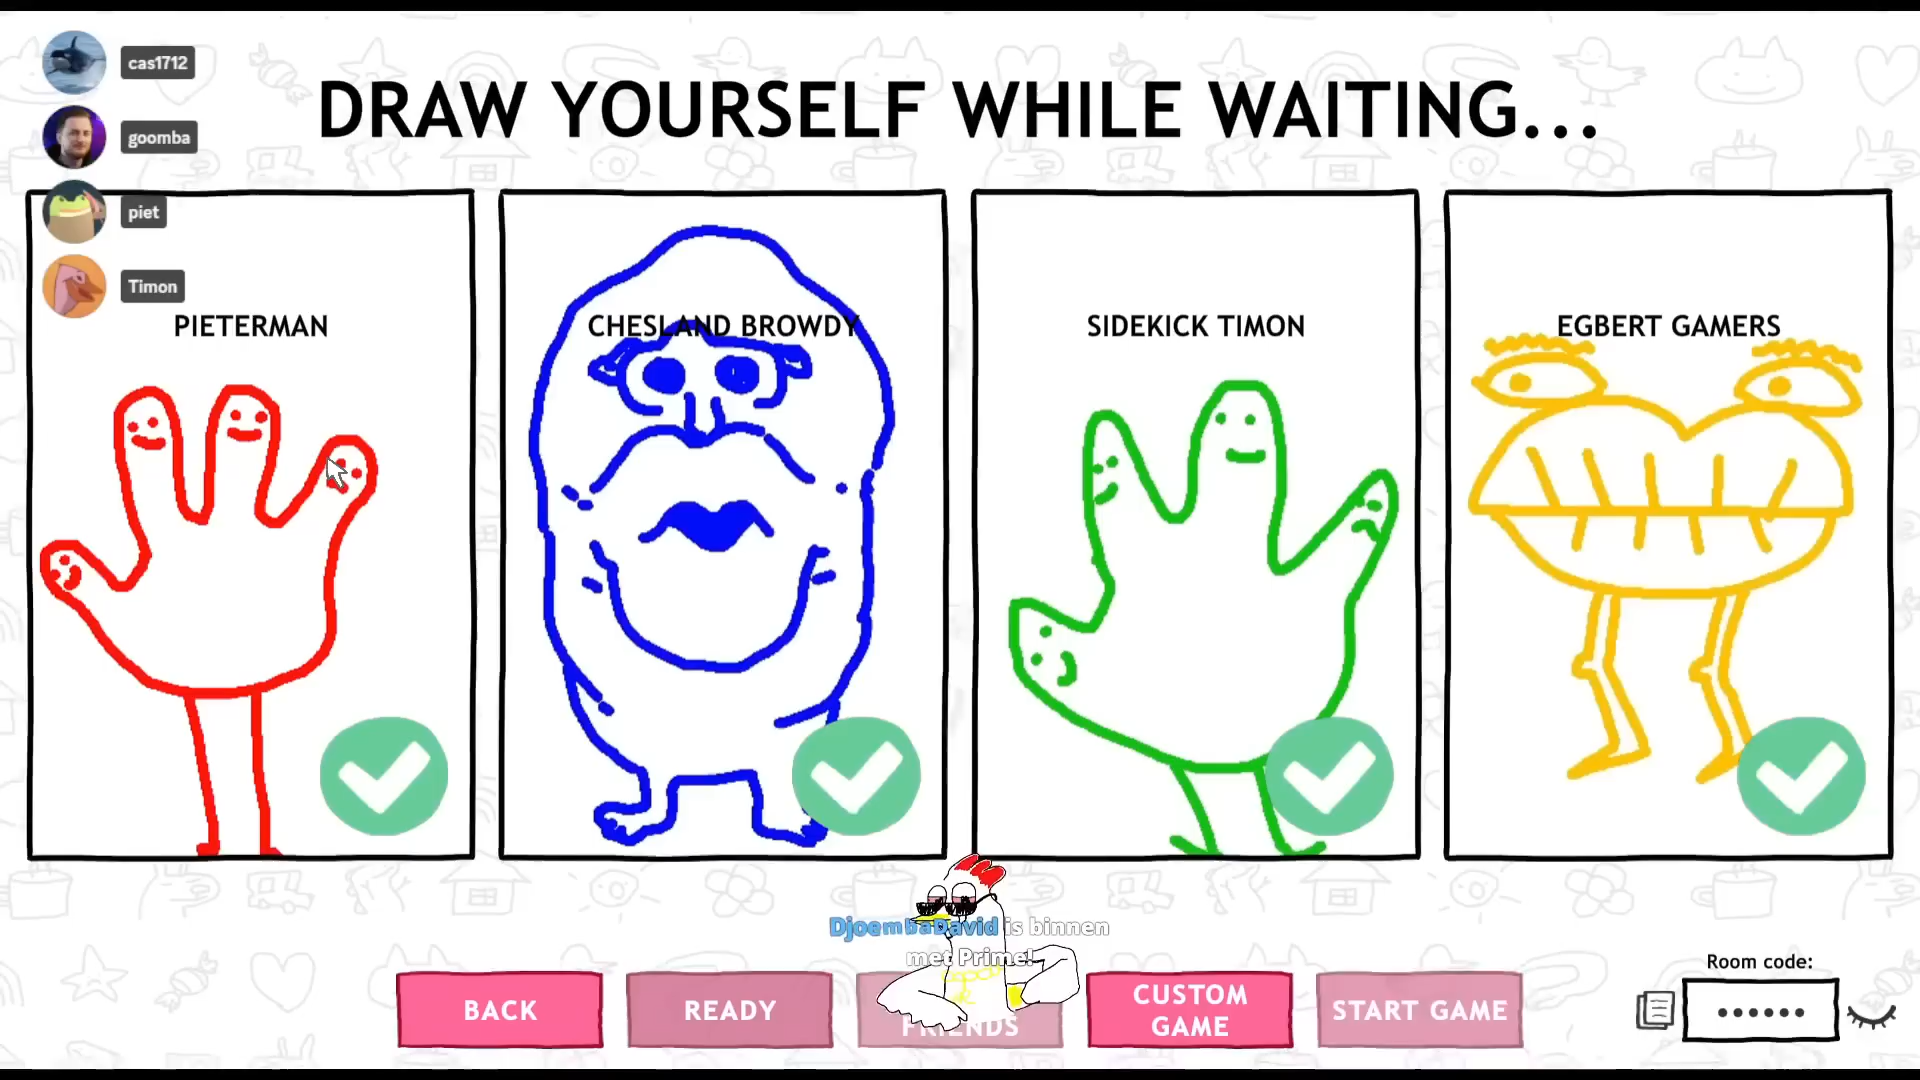 cas1712
DRAW YOURSELF WHILE WAITING...
goomba
piet
Timon
PIETERMAN
CHESLAND BROWDY
SIDEKICK TIMON
EGBERT GAMERS
DjoembaDavid is binnen
met Prime!
Room code:
BACK
READY
FRIENDS
CUSTOM
GAME
START GAME
••••••